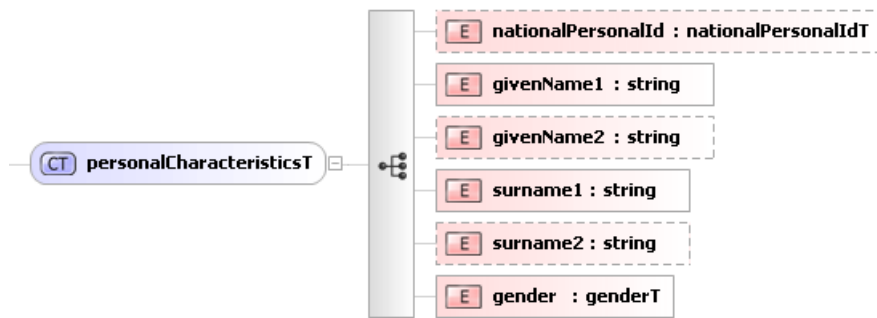 E nationalPersonalId : nationalPersonalIdT
E givenName1 : string
E givenName2 : string
CT personalCharacteristicsT
E surname1 : string
E surname2 : string
E gender : genderT